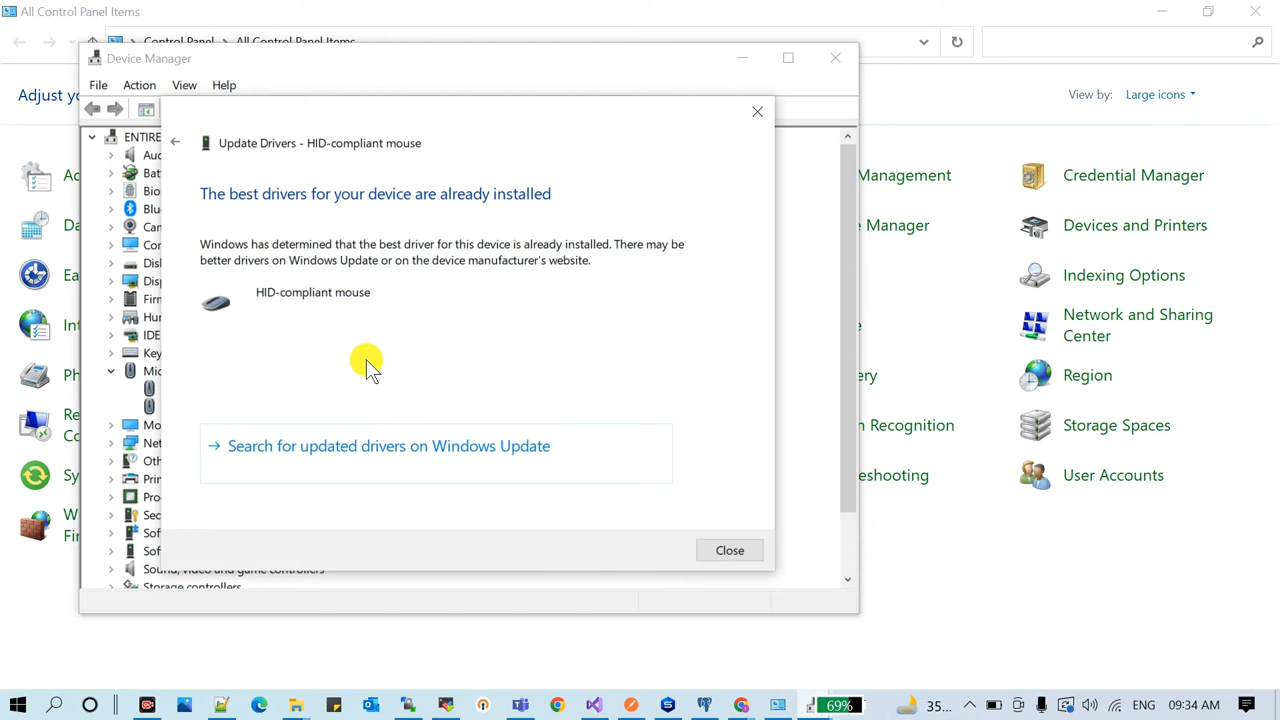 All Control Panel Items
Control Panel All Control Panel Items
Device Manager
File Action View Help
Adjust
View by: Large icons
ENTIRE
Update Drivers - HID-compliant mouse
The best drivers for your device are already installed
Windows has determined that the best driver for this device is already installed. There may be
better drivers on Windows Update or on the device manufacturer's website.
HID-compliant mouse
Search for updated drivers on Windows Update
Close
Sound, video and game controllers
Storage controllers
Management
Credential Manager
Manager
Devices and Printers
Indexing Options
Network and Sharing
Center
Region
Recognition
Storage Spaces
User Accounts
69%
35...
ENG 09:34 AM